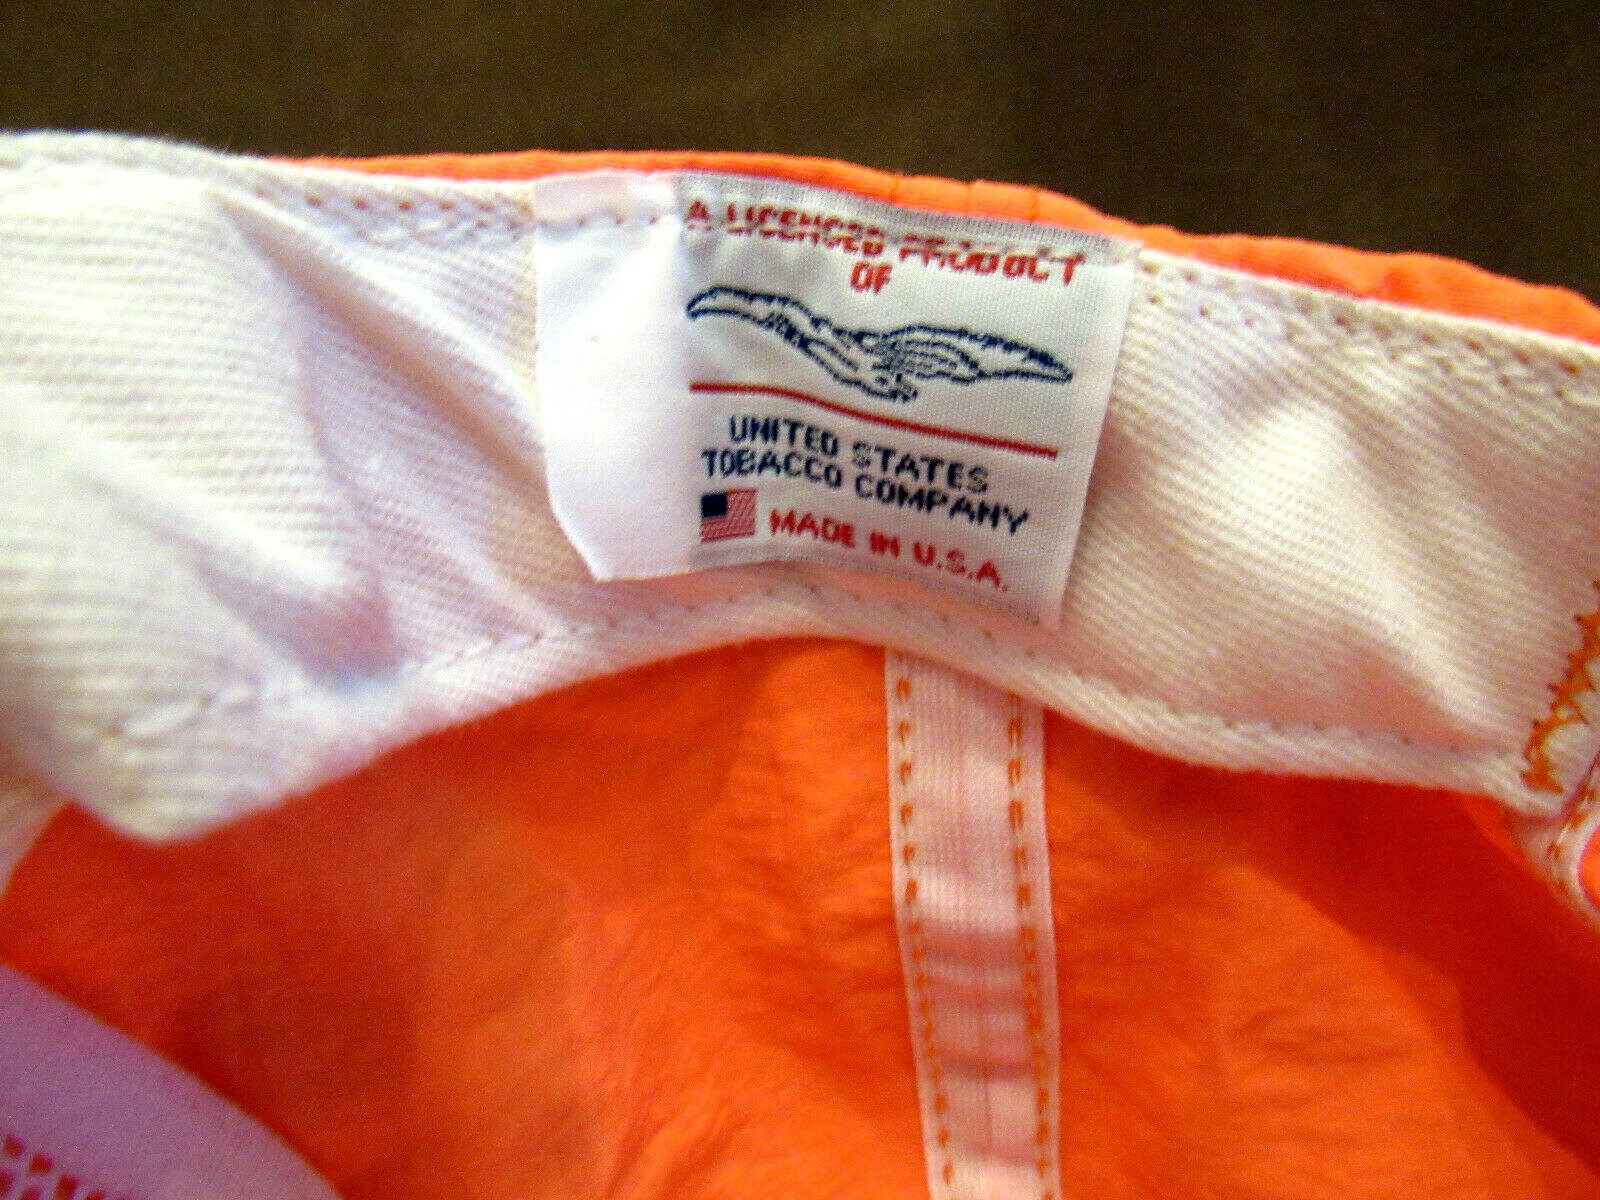 A LICENSED PRODUCT
OF
UNITED STATES
TOBACCO COMPANY
MADE IN U.S.A.